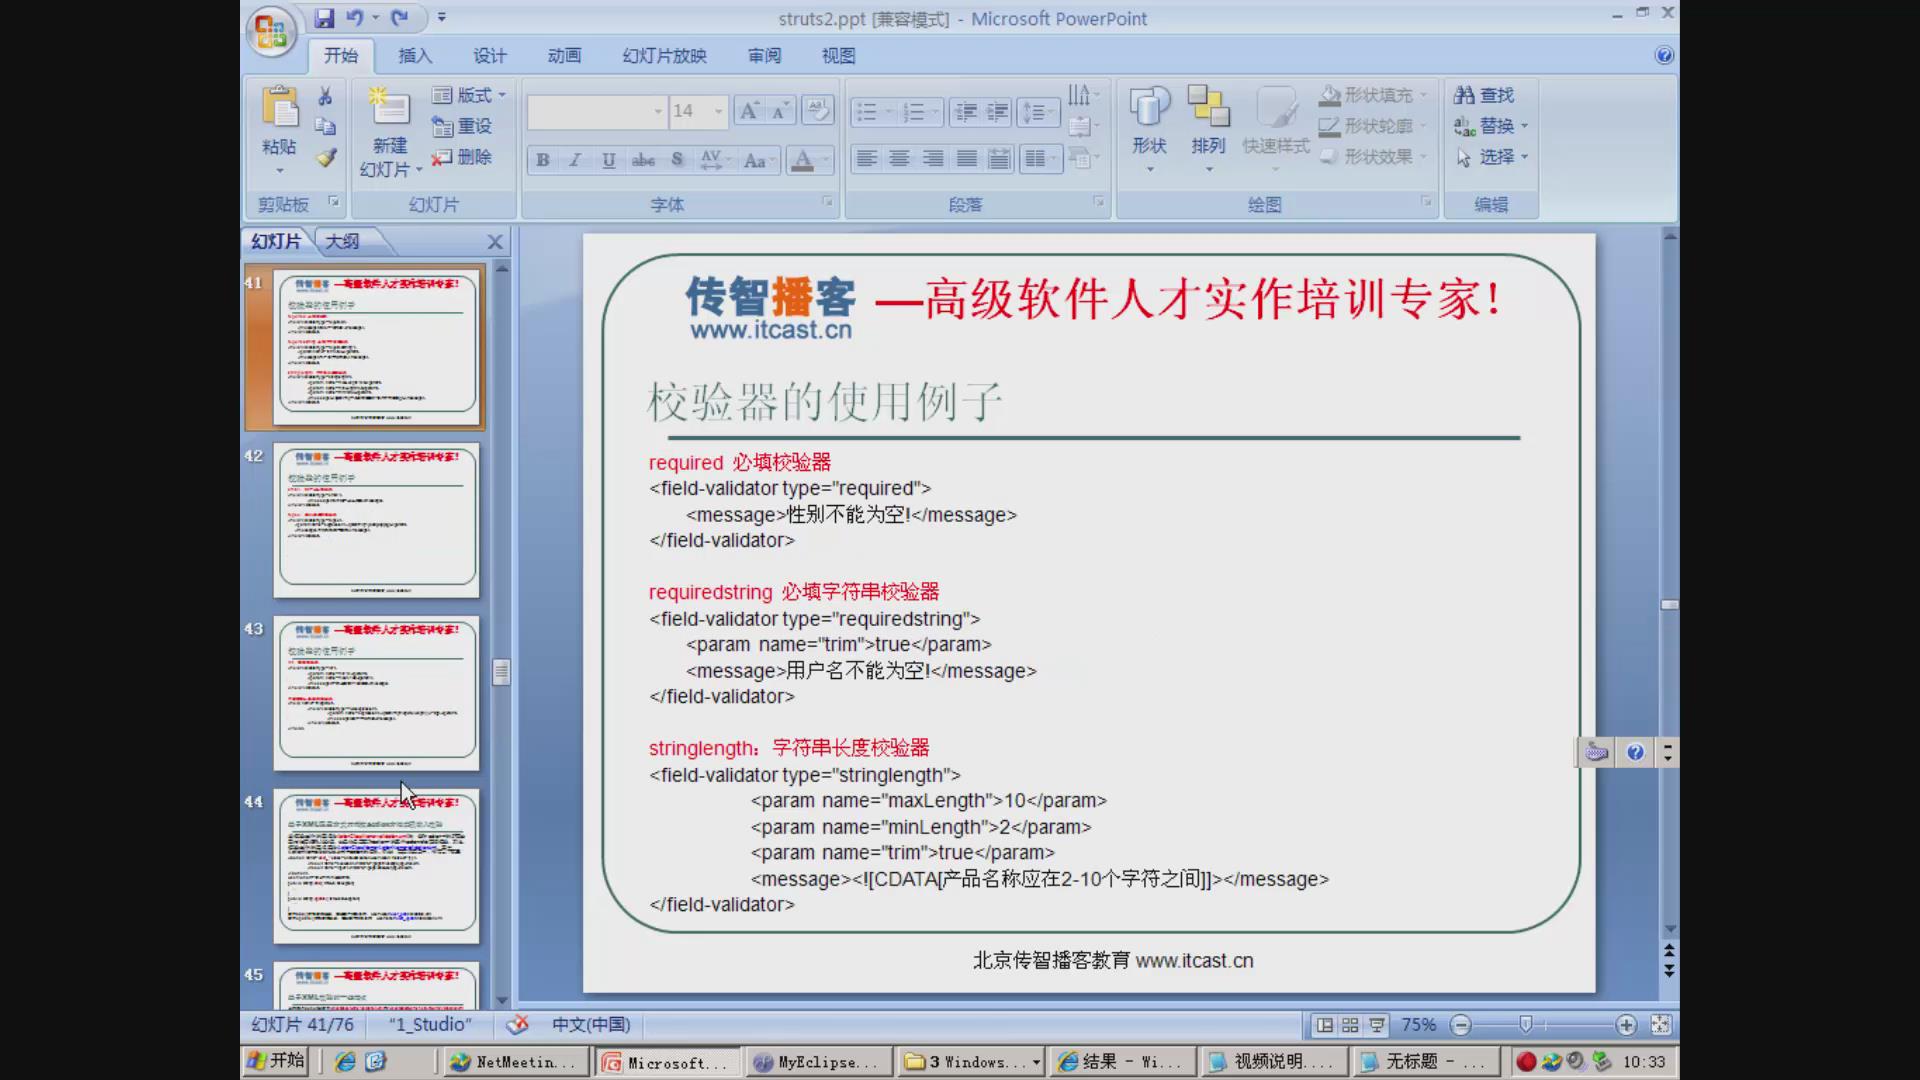 struts2.ppt [兼容模式] - Microsoft PowerPoint
开始 插入 设计 动画 幻灯片放映 审阅 视图
粘贴
剪贴板
新建
幻灯片
版式
重设
删除
幻灯片
14
字体
段落
形状
排列
快速样式
形状填充
形状轮廓
形状效果
绘图
查找
替换
选择
编辑
幻灯片 大纲
41
42
43
44
45
传智播客 —高级软件人才实作培训专家!
www.itcast.cn
校验器的使用例子
required 必填校验器
<field-validator type="required">
<message>性别不能为空!</message>
</field-validator>
requiredstring 必填字符串校验器
<field-validator type="requiredstring">
<param name="trim">true</param>
<message>用户名不能为空!</message>
</field-validator>
stringlength：字符串长度校验器
<field-validator type="stringlength">
<param name="maxLength">10</param>
<param name="minLength">2</param>
<param name="trim">true</param>
<message><![CDATA[产品名称应在2-10个字符之间]]></message>
</field-validator>
北京传智播客教育 www.itcast.cn
幻灯片 41/76 "1_Studio" 中文(中国) 75%
开始 NetMeetin... Microsoft... MyEclipse... 3 Windows... 结果 - Wi... 视频说明.... 无标题 - ... 10:33